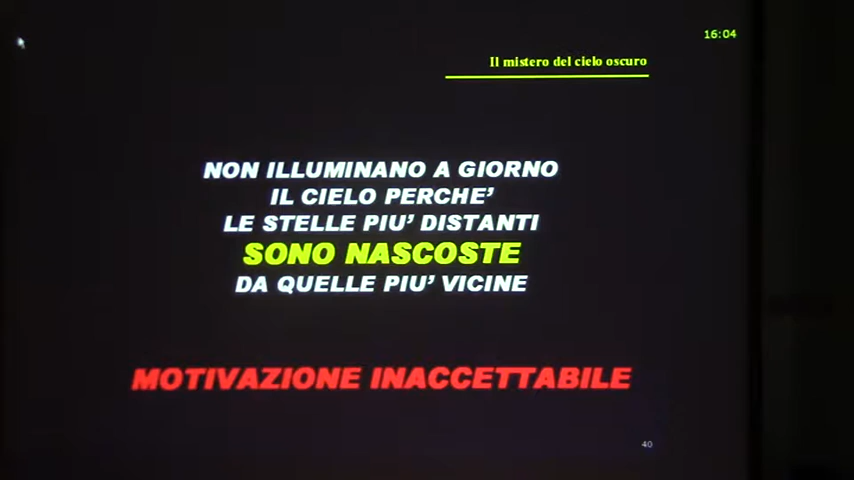 16:04
Il mistero del cielo oscuro
NON ILLUMINANO A GIORNO
IL CIELO PERCHE'
LE STELLE PIU' DISTANTI
SONO NASCOSTE
DA QUELLE PIU' VICINE
MOTIVAZIONE INACCETTABILE
40